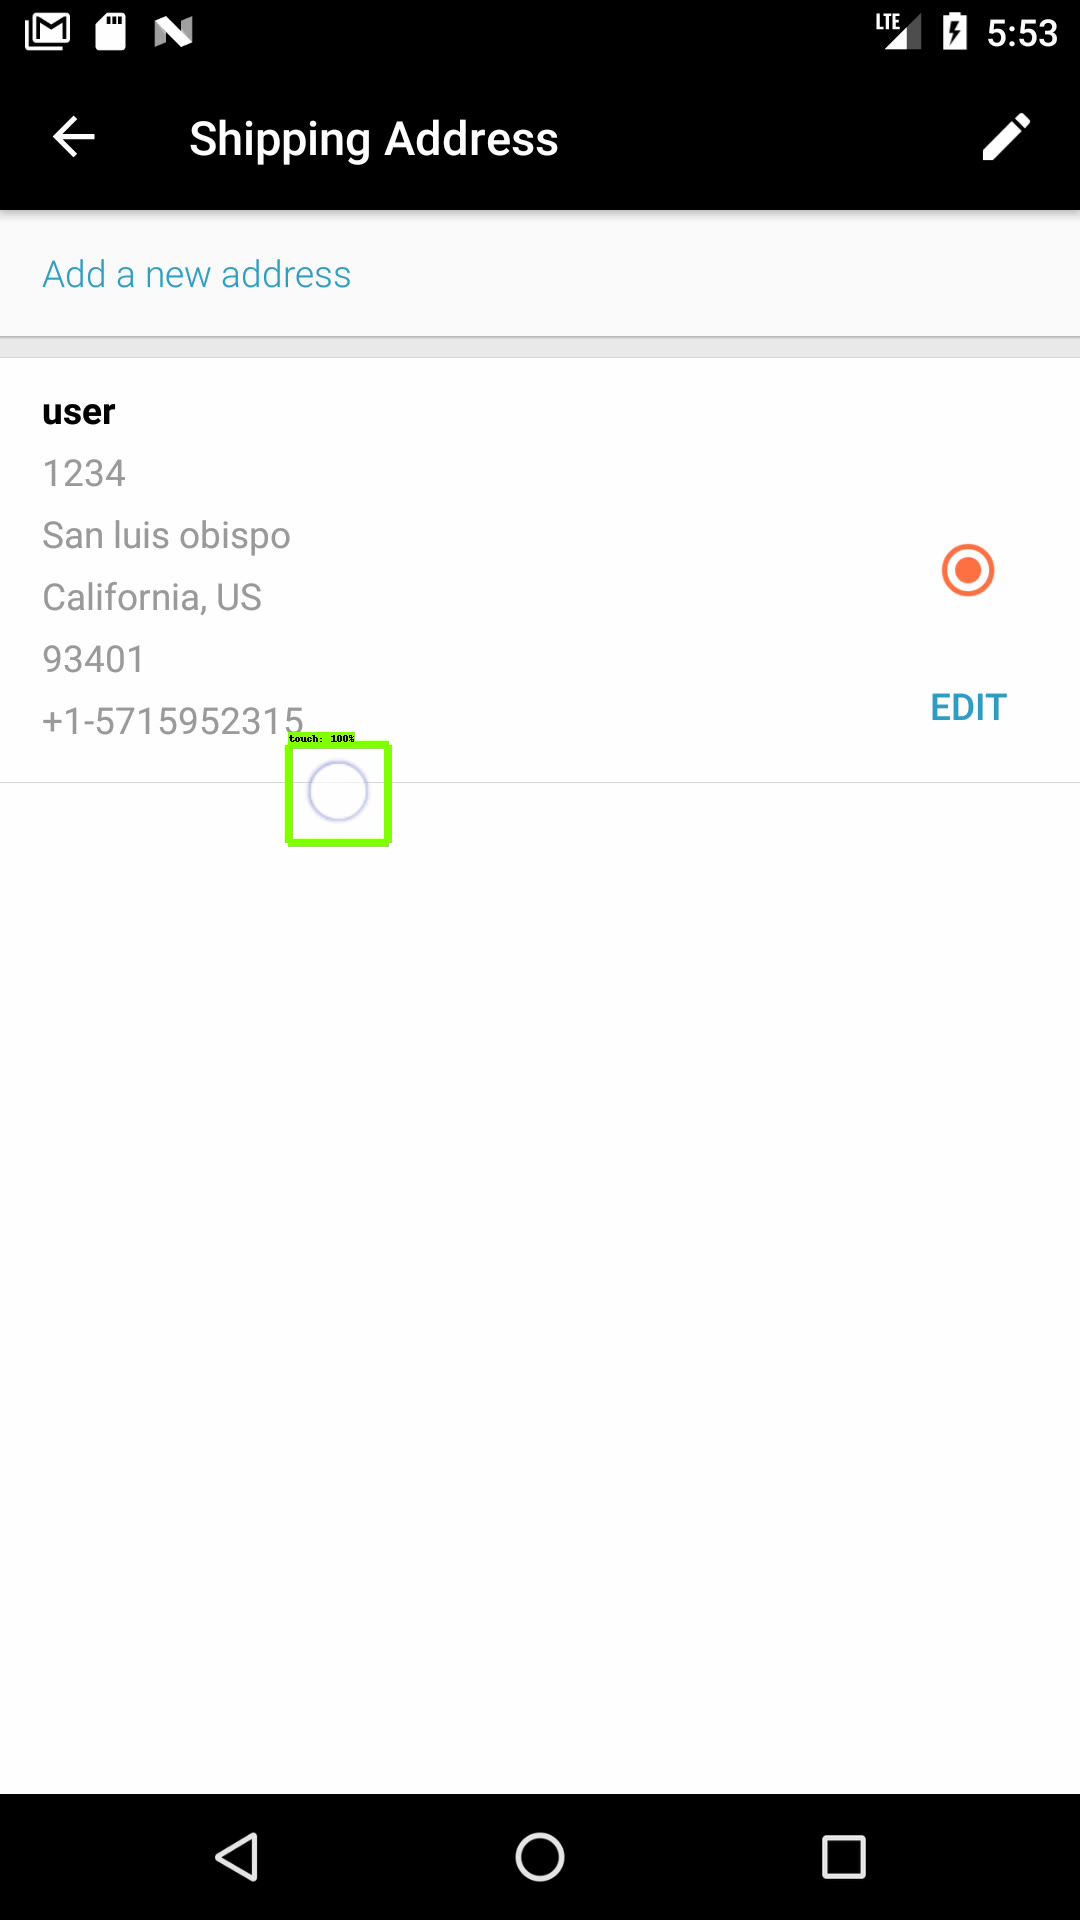 LTE 5:53
Shipping Address
Add a new address
user
1234
San luis obispo
California, US
93401
+1-5715952315
EDIT
touch: 100%